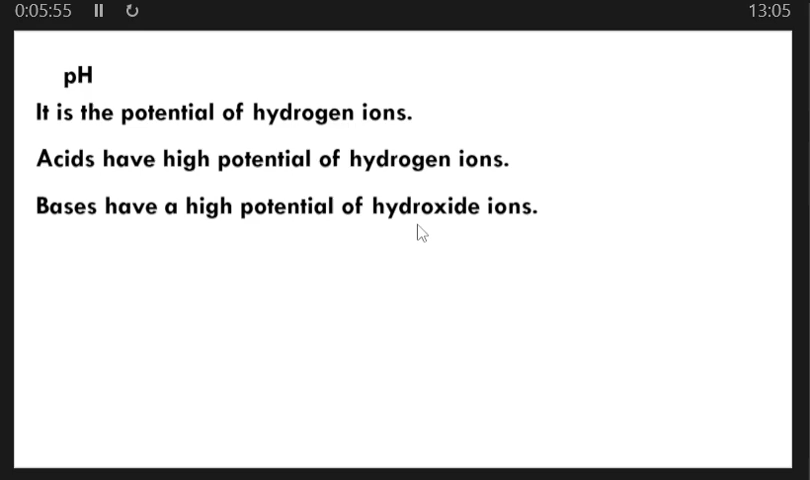 0:05:55
13:05
pH
It is the potential of hydrogen ions.
Acids have high potential of hydrogen ions.
Bases have a high potential of hydroxide ions.